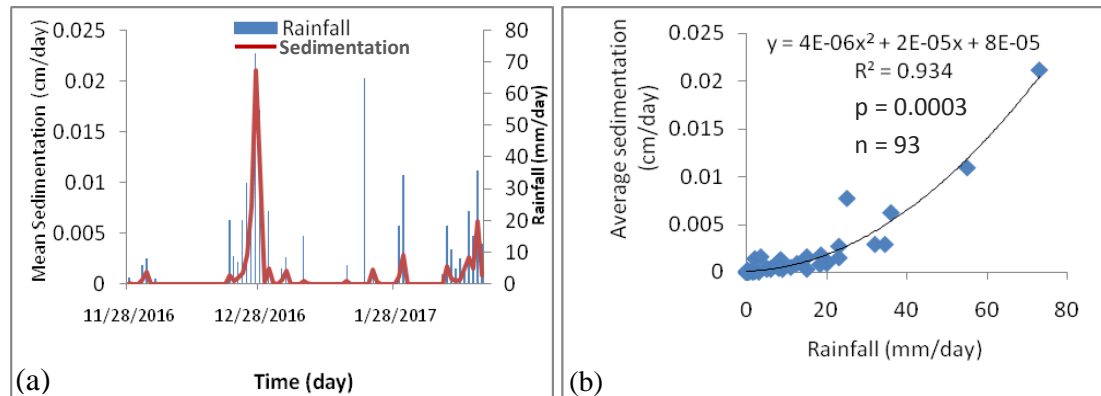 Rainfall
Sedimentation
Mean Sedimentation (cm/day)
0.025
0.02
0.015
0.01
0.005
0
80
70
60
50
40
30
20
10
0
Rainfall (mm/day)
11/28/2016 12/28/2016 1/28/2017
Time (day)
(a)
Average sedimentation
(cm/day)
0.025
0.02
0.015
0.01
0.005
0
y = 4E-06x² + 2E-05x + 8E-05
R² = 0.934
p = 0.0003
n = 93
0 20 40 60 80
Rainfall (mm/day)
(b)